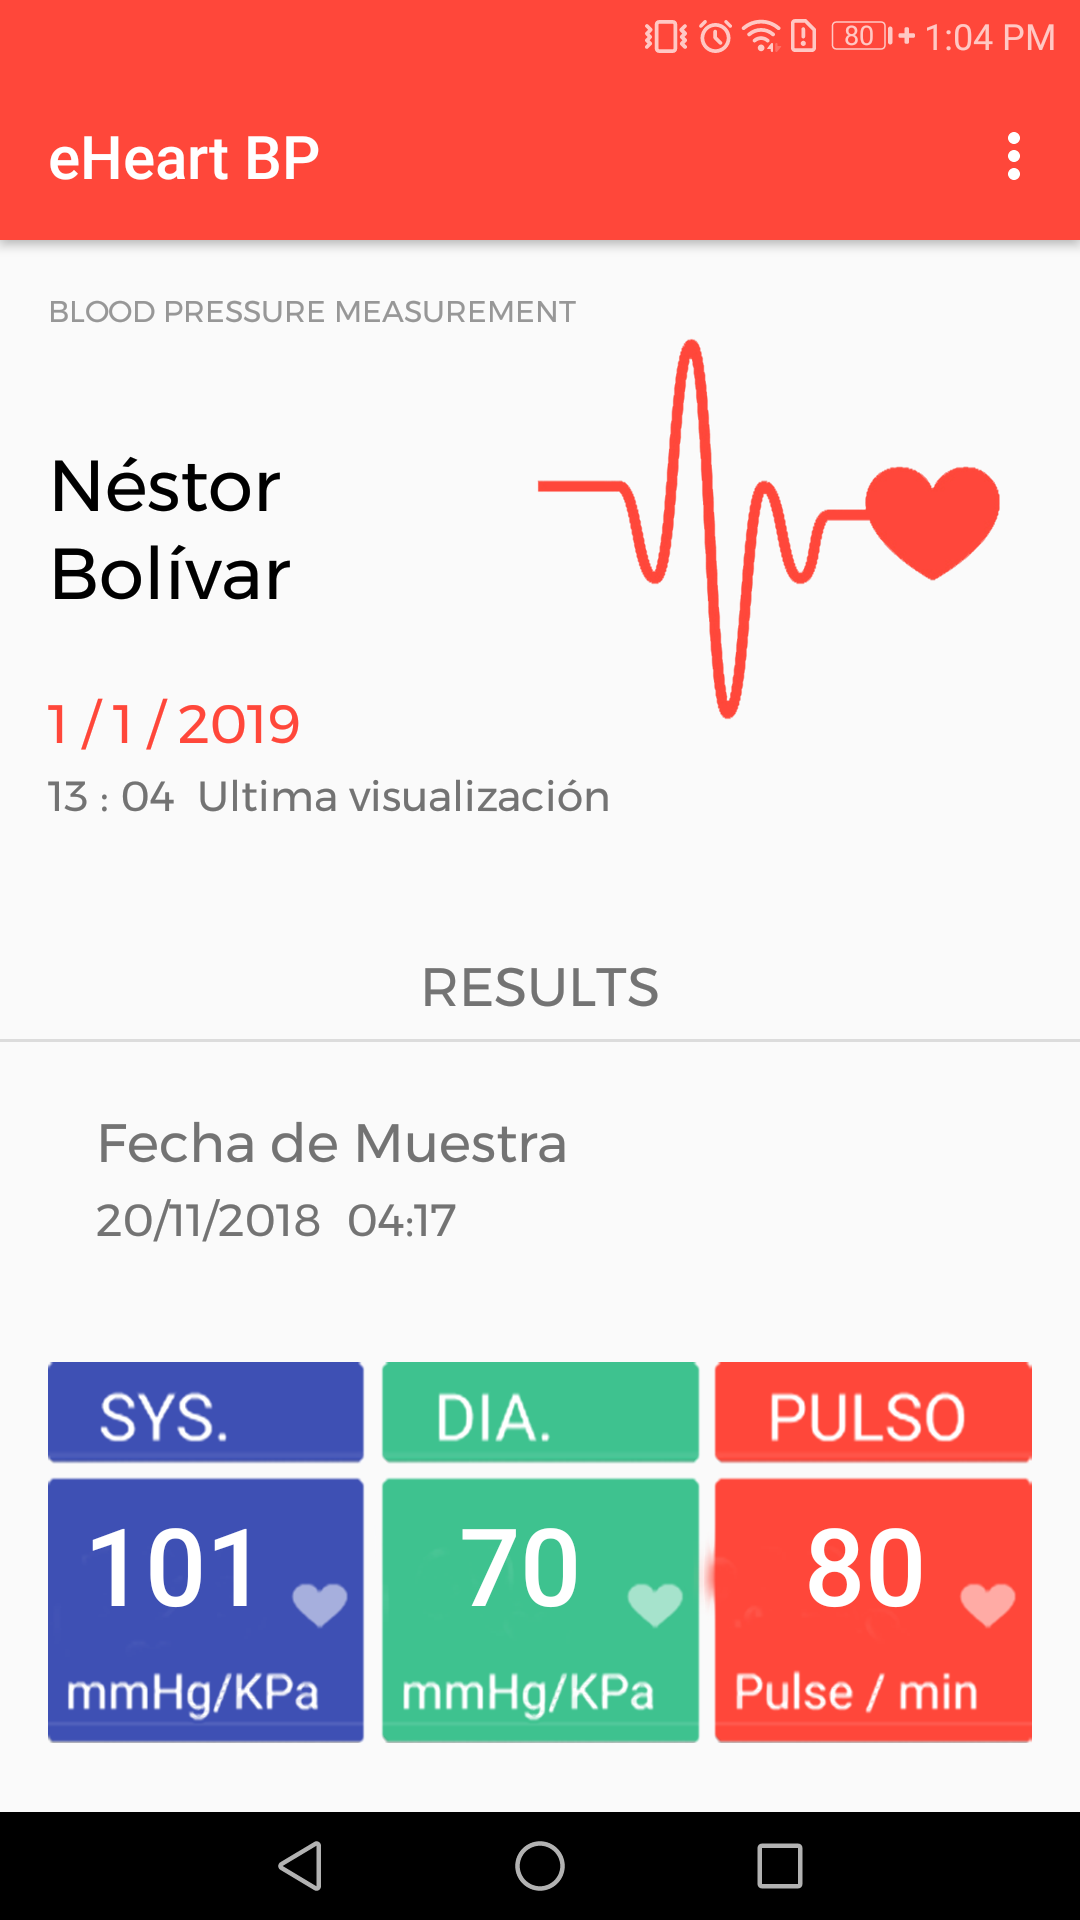 80 1:04 PM
eHeart BP
BLOOD PRESSURE MEASUREMENT
Néstor
Bolívar
1 / 1 / 2019
13 : 04  Ultima visualización
RESULTS
Fecha de Muestra
20/11/2018  04:17
SYS. DIA. PULSO
101 70 80
mmHg/KPa mmHg/KPa Pulse / min